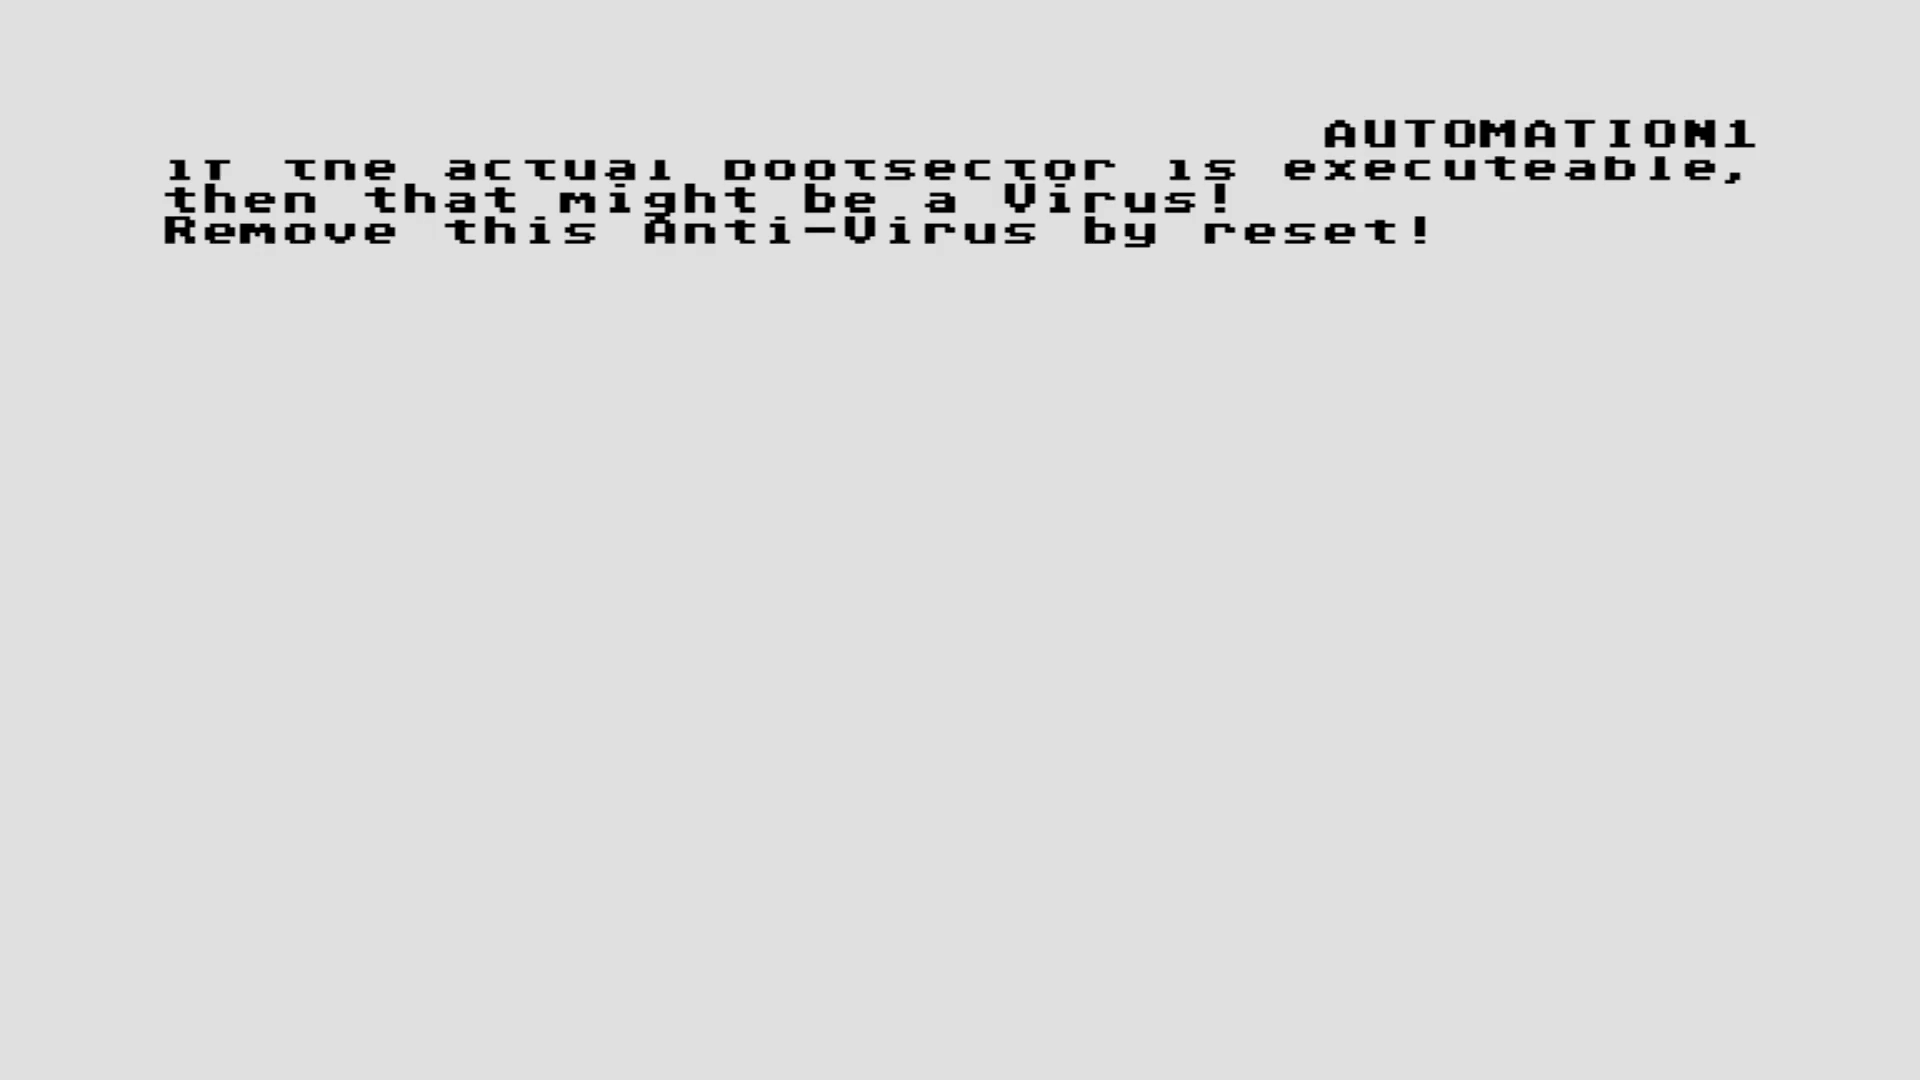 AUTOMATION1
If the actual bootsector is executeable,
then that might be a Virus!
Remove this Anti-Virus by reset!